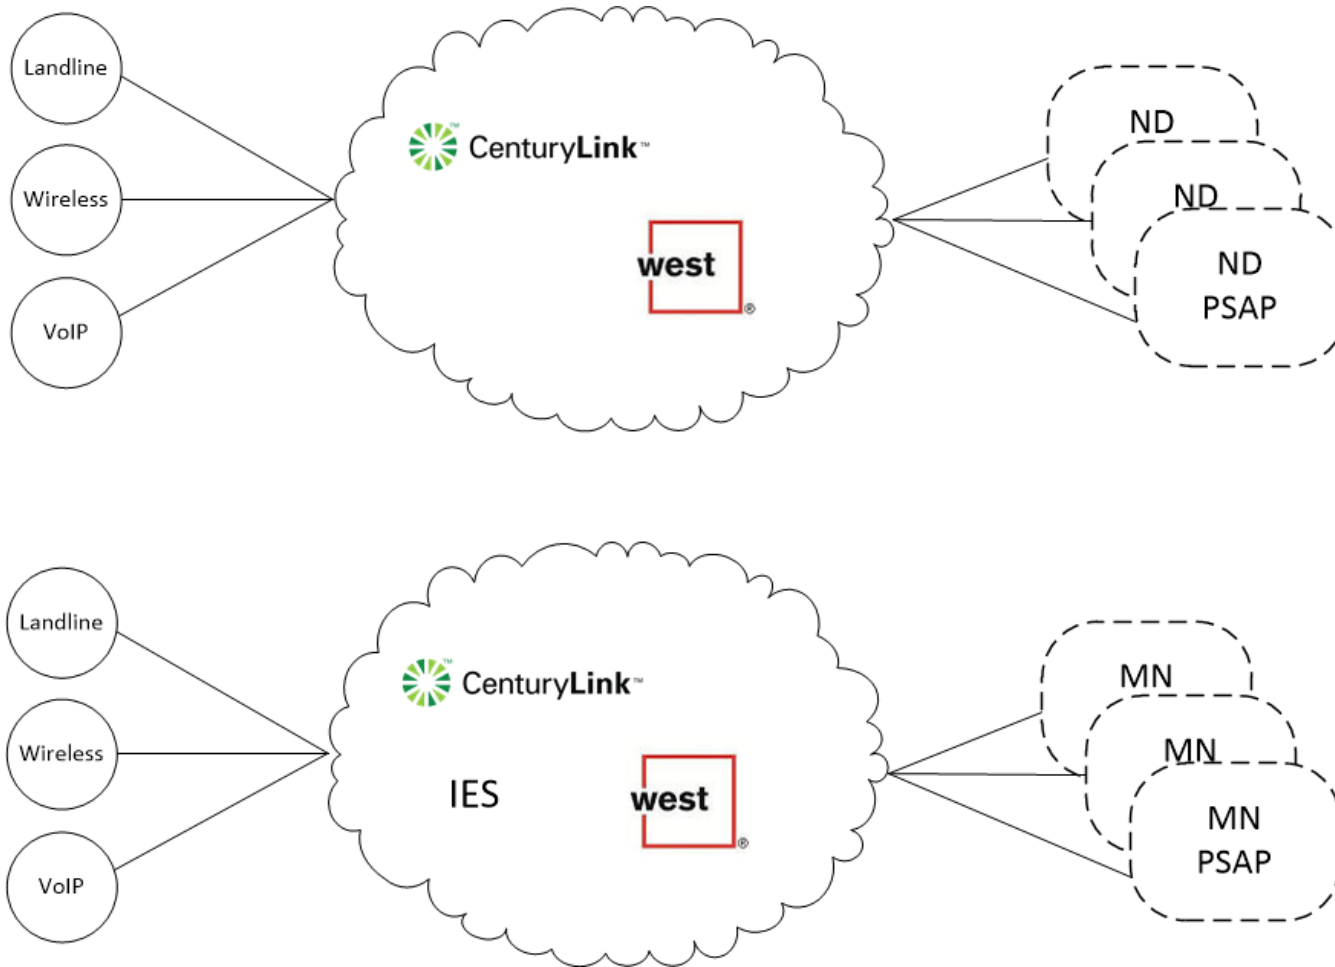 Landline
Wireless
VoIP
CenturyLink™
west®
ND
ND
ND
PSAP
Landline
Wireless
VoIP
CenturyLink™
IES
west®
MN
MN
MN
PSAP